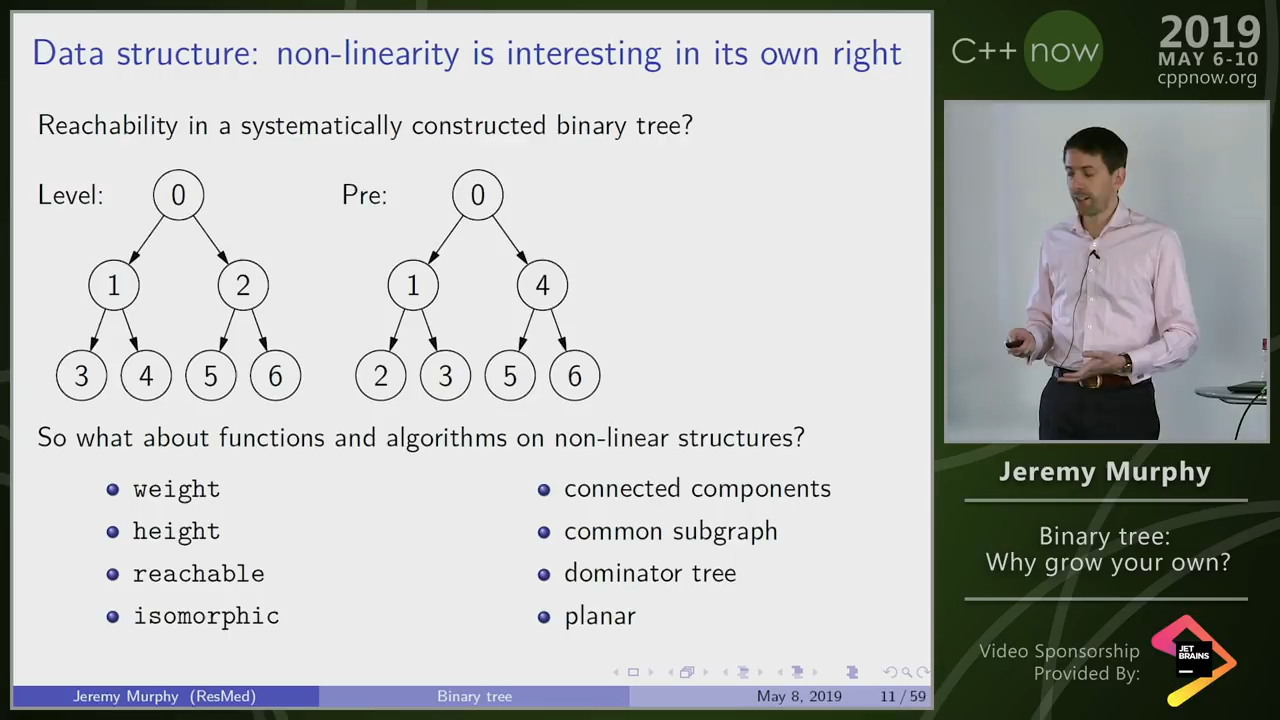 Data structure: non-linearity is interesting in its own right
Reachability in a systematically constructed binary tree?
Level:
0
1 2
3 4 5 6
Pre:
0
1 4
2 3 5 6
So what about functions and algorithms on non-linear structures?
weight
height
reachable
isomorphic
connected components
common subgraph
dominator tree
planar
Jeremy Murphy (ResMed)
Binary tree
May 8, 2019
11 / 59
C++ now
2019
MAY 6-10
cppnow.org
Jeremy Murphy
Binary tree:
Why grow your own?
Video Sponsorship
Provided By:
JET
BRAINS